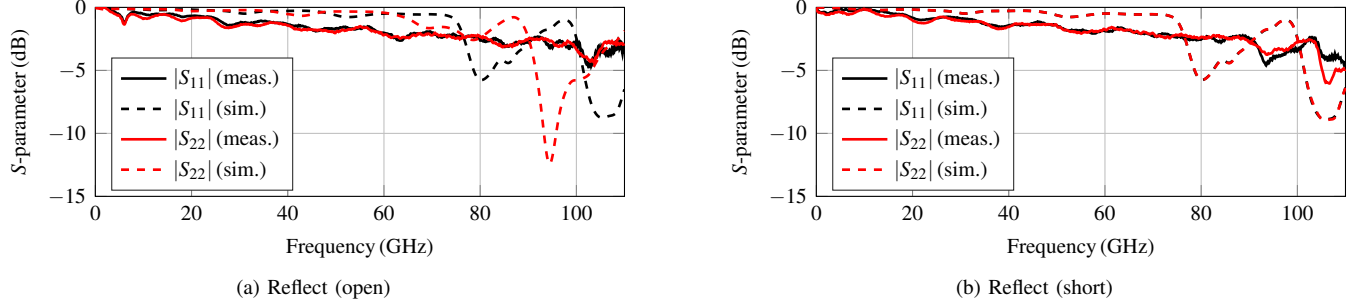 0
−5
−10
−15
S-parameter (dB)
|S11| (meas.)
|S11| (sim.)
|S22| (meas.)
|S22| (sim.)
0 20 40 60 80 100
Frequency (GHz)
(a) Reflect (open)
0
−5
−10
−15
S-parameter (dB)
|S11| (meas.)
|S11| (sim.)
|S22| (meas.)
|S22| (sim.)
0 20 40 60 80 100
Frequency (GHz)
(b) Reflect (short)